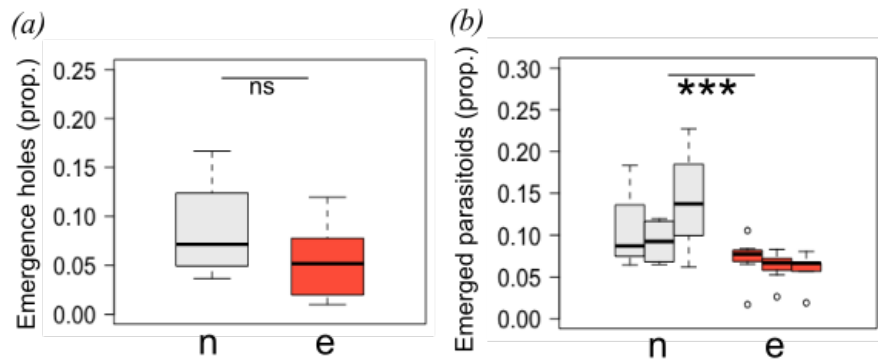 (a)
Emergence holes (prop.)
0.25
0.20
0.15
0.10
0.05
0.00
ns
n e
(b)
Emerged parasitoids (prop.)
0.30
0.25
0.20
0.15
0.10
0.05
0.00
***
n e